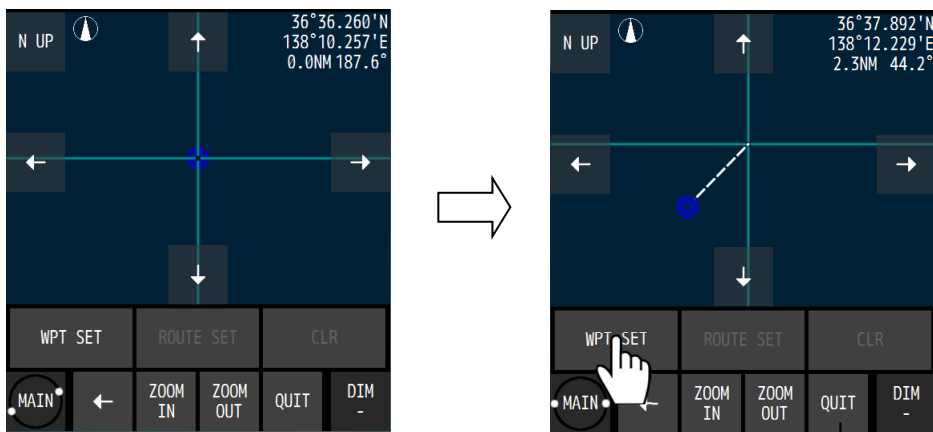 N UP
36°36.260'N
138°10.257'E
0.0NM 187.6°
WPT SET
ROUTE SET
CLR
MAIN
ZOOM
IN
ZOOM
OUT
QUIT
DIM
-
N UP
36°37.892'N
138°12.229'E
2.3NM 44.2°
WPT SET
ROUTE SET
CLR
MAIN
ZOOM
IN
ZOOM
OUT
QUIT
DIM
-